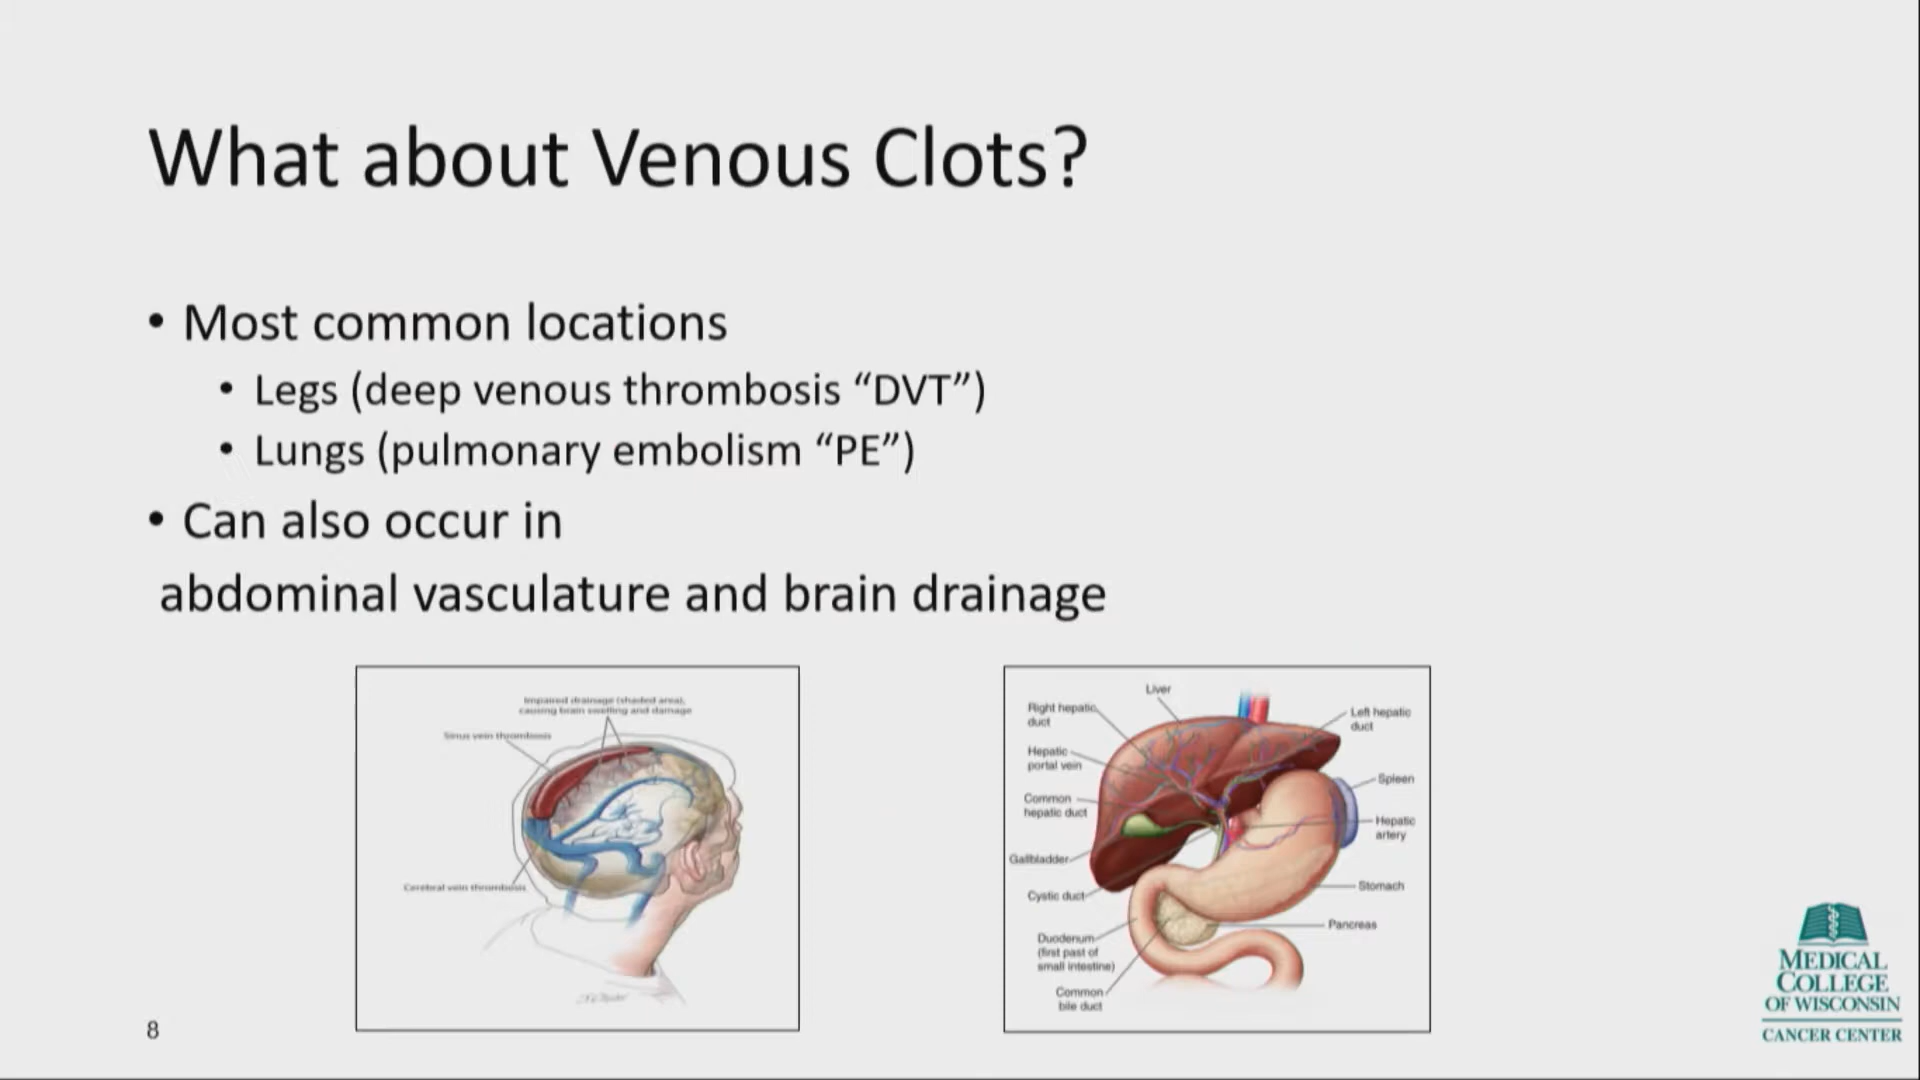 What about Venous Clots?
• Most common locations
• Legs (deep venous thrombosis “DVT”)
• Lungs (pulmonary embolism “PE”)
• Can also occur in
abdominal vasculature and brain drainage
Impaired drainage (shaded area),
causing brain swelling and damage
Sinus vein thrombosis
Cerebral vein thrombosis
Liver
Right hepatic
duct
Left hepatic
duct
Hepatic
portal vein
Spleen
Common
hepatic duct
Hepatic
artery
Gallbladder
Cystic duct
Stomach
Pancreas
Duodenum
(first past of
small intestine)
Common
bile duct
MEDICAL
COLLEGE
OF WISCONSIN
CANCER CENTER
8